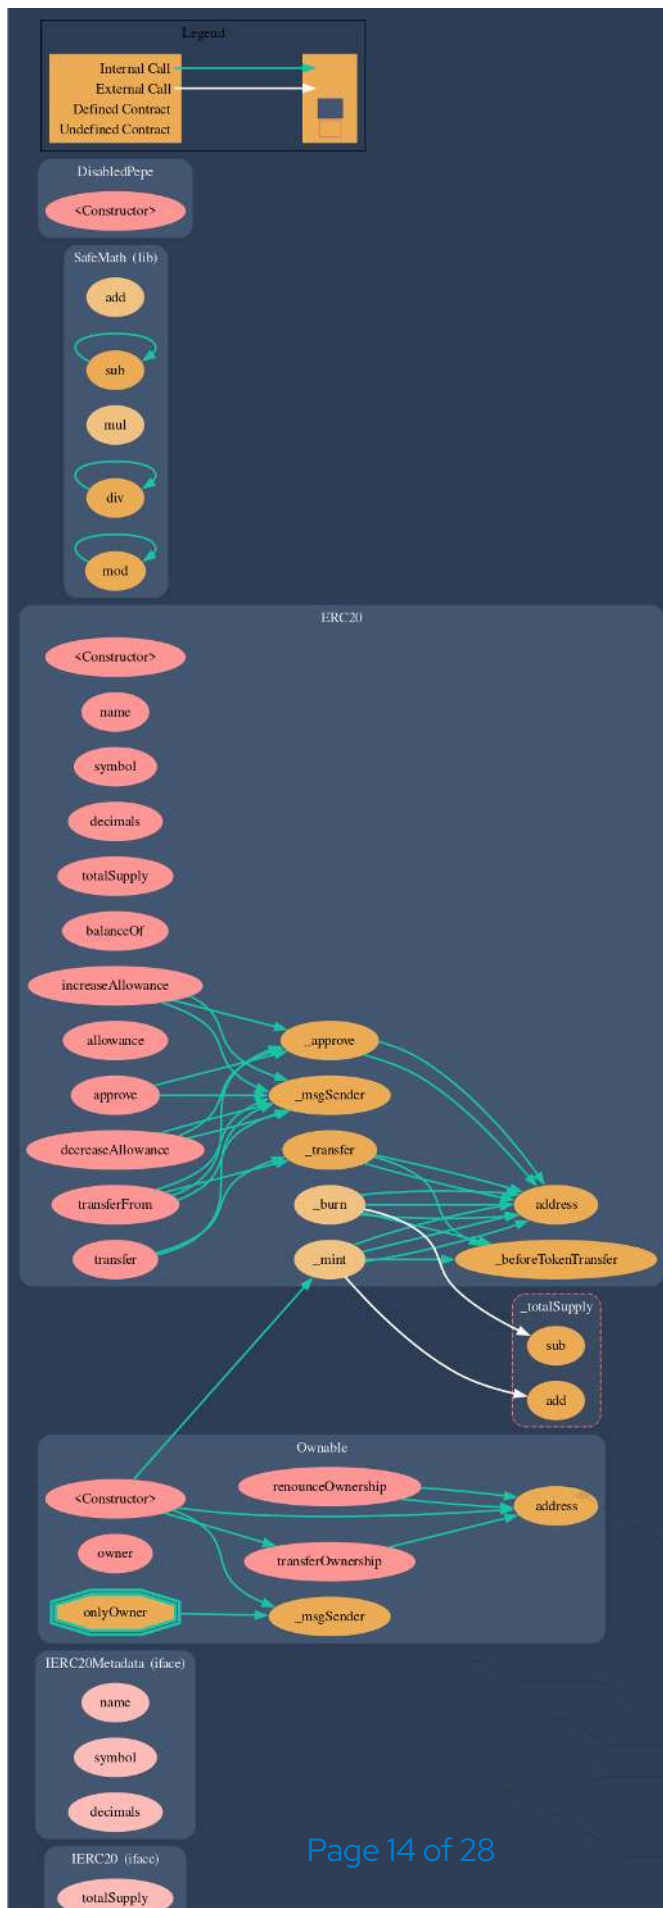 Legend
Internal Call
External Call
Defined Contract
Undefined Contract
DisabledPepe
<Constructor>
SafeMath (lib)
add
sub
mul
div
mod
ERC20
<Constructor>
name
symbol
decimals
totalSupply
balanceOf
increaseAllowance
allowance
_approve
approve
_msgSender
decreaseAllowance
_transfer
transferFrom
_burn
address
transfer
_mint
_beforeTokenTransfer
_totalSupply
sub
add
Ownable
<Constructor>
renounceOwnership
address
owner
transferOwnership
onlyOwner
_msgSender
IERC20Metadata (iface)
name
symbol
decimals
Page 14 of 28
IERC20 (iface)
totalSupply